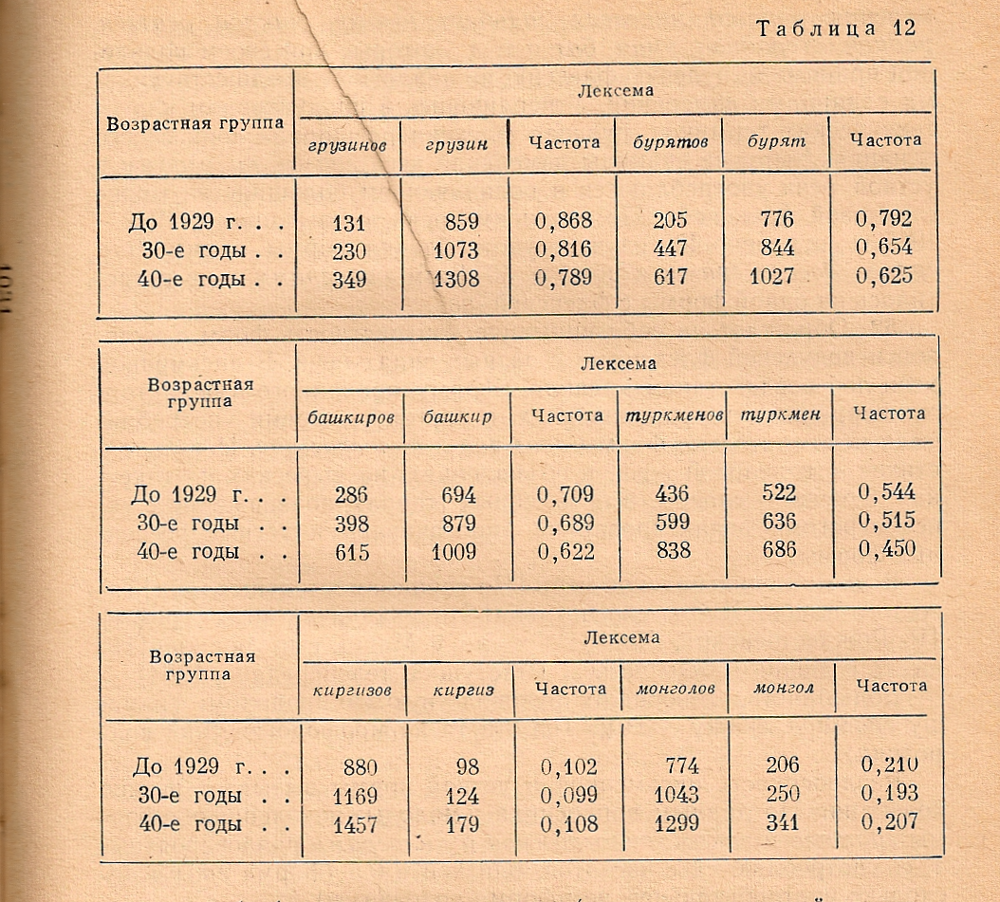 Таблица 12
Лексема
Возрастная группа
грузинов грузин Частота бурятов бурят Частота
До 1929 г. . . 131 859 0,868 205 776 0,792
30-е годы . . 230 1073 0,816 447 844 0,654
40-е годы . . 349 1308 0,789 617 1027 0,625
Лексема
Возрастная
группа
башкиров башкир Частота туркменов туркмен Частота
До 1929 г. . . 286 694 0,709 436 522 0,544
30-е годы . . 398 879 0,689 599 636 0,515
40-е годы . . 615 1009 0,622 838 686 0,450
Лексема
Возрастная
группа
киргизов киргиз Частота монголов монгол Частота
До 1929 г. . . 880 98 0,102 774 206 0,210
30-е годы . . 1169 124 0,099 1043 250 0,193
40-е годы . . 1457 179 0,108 1299 341 0,207